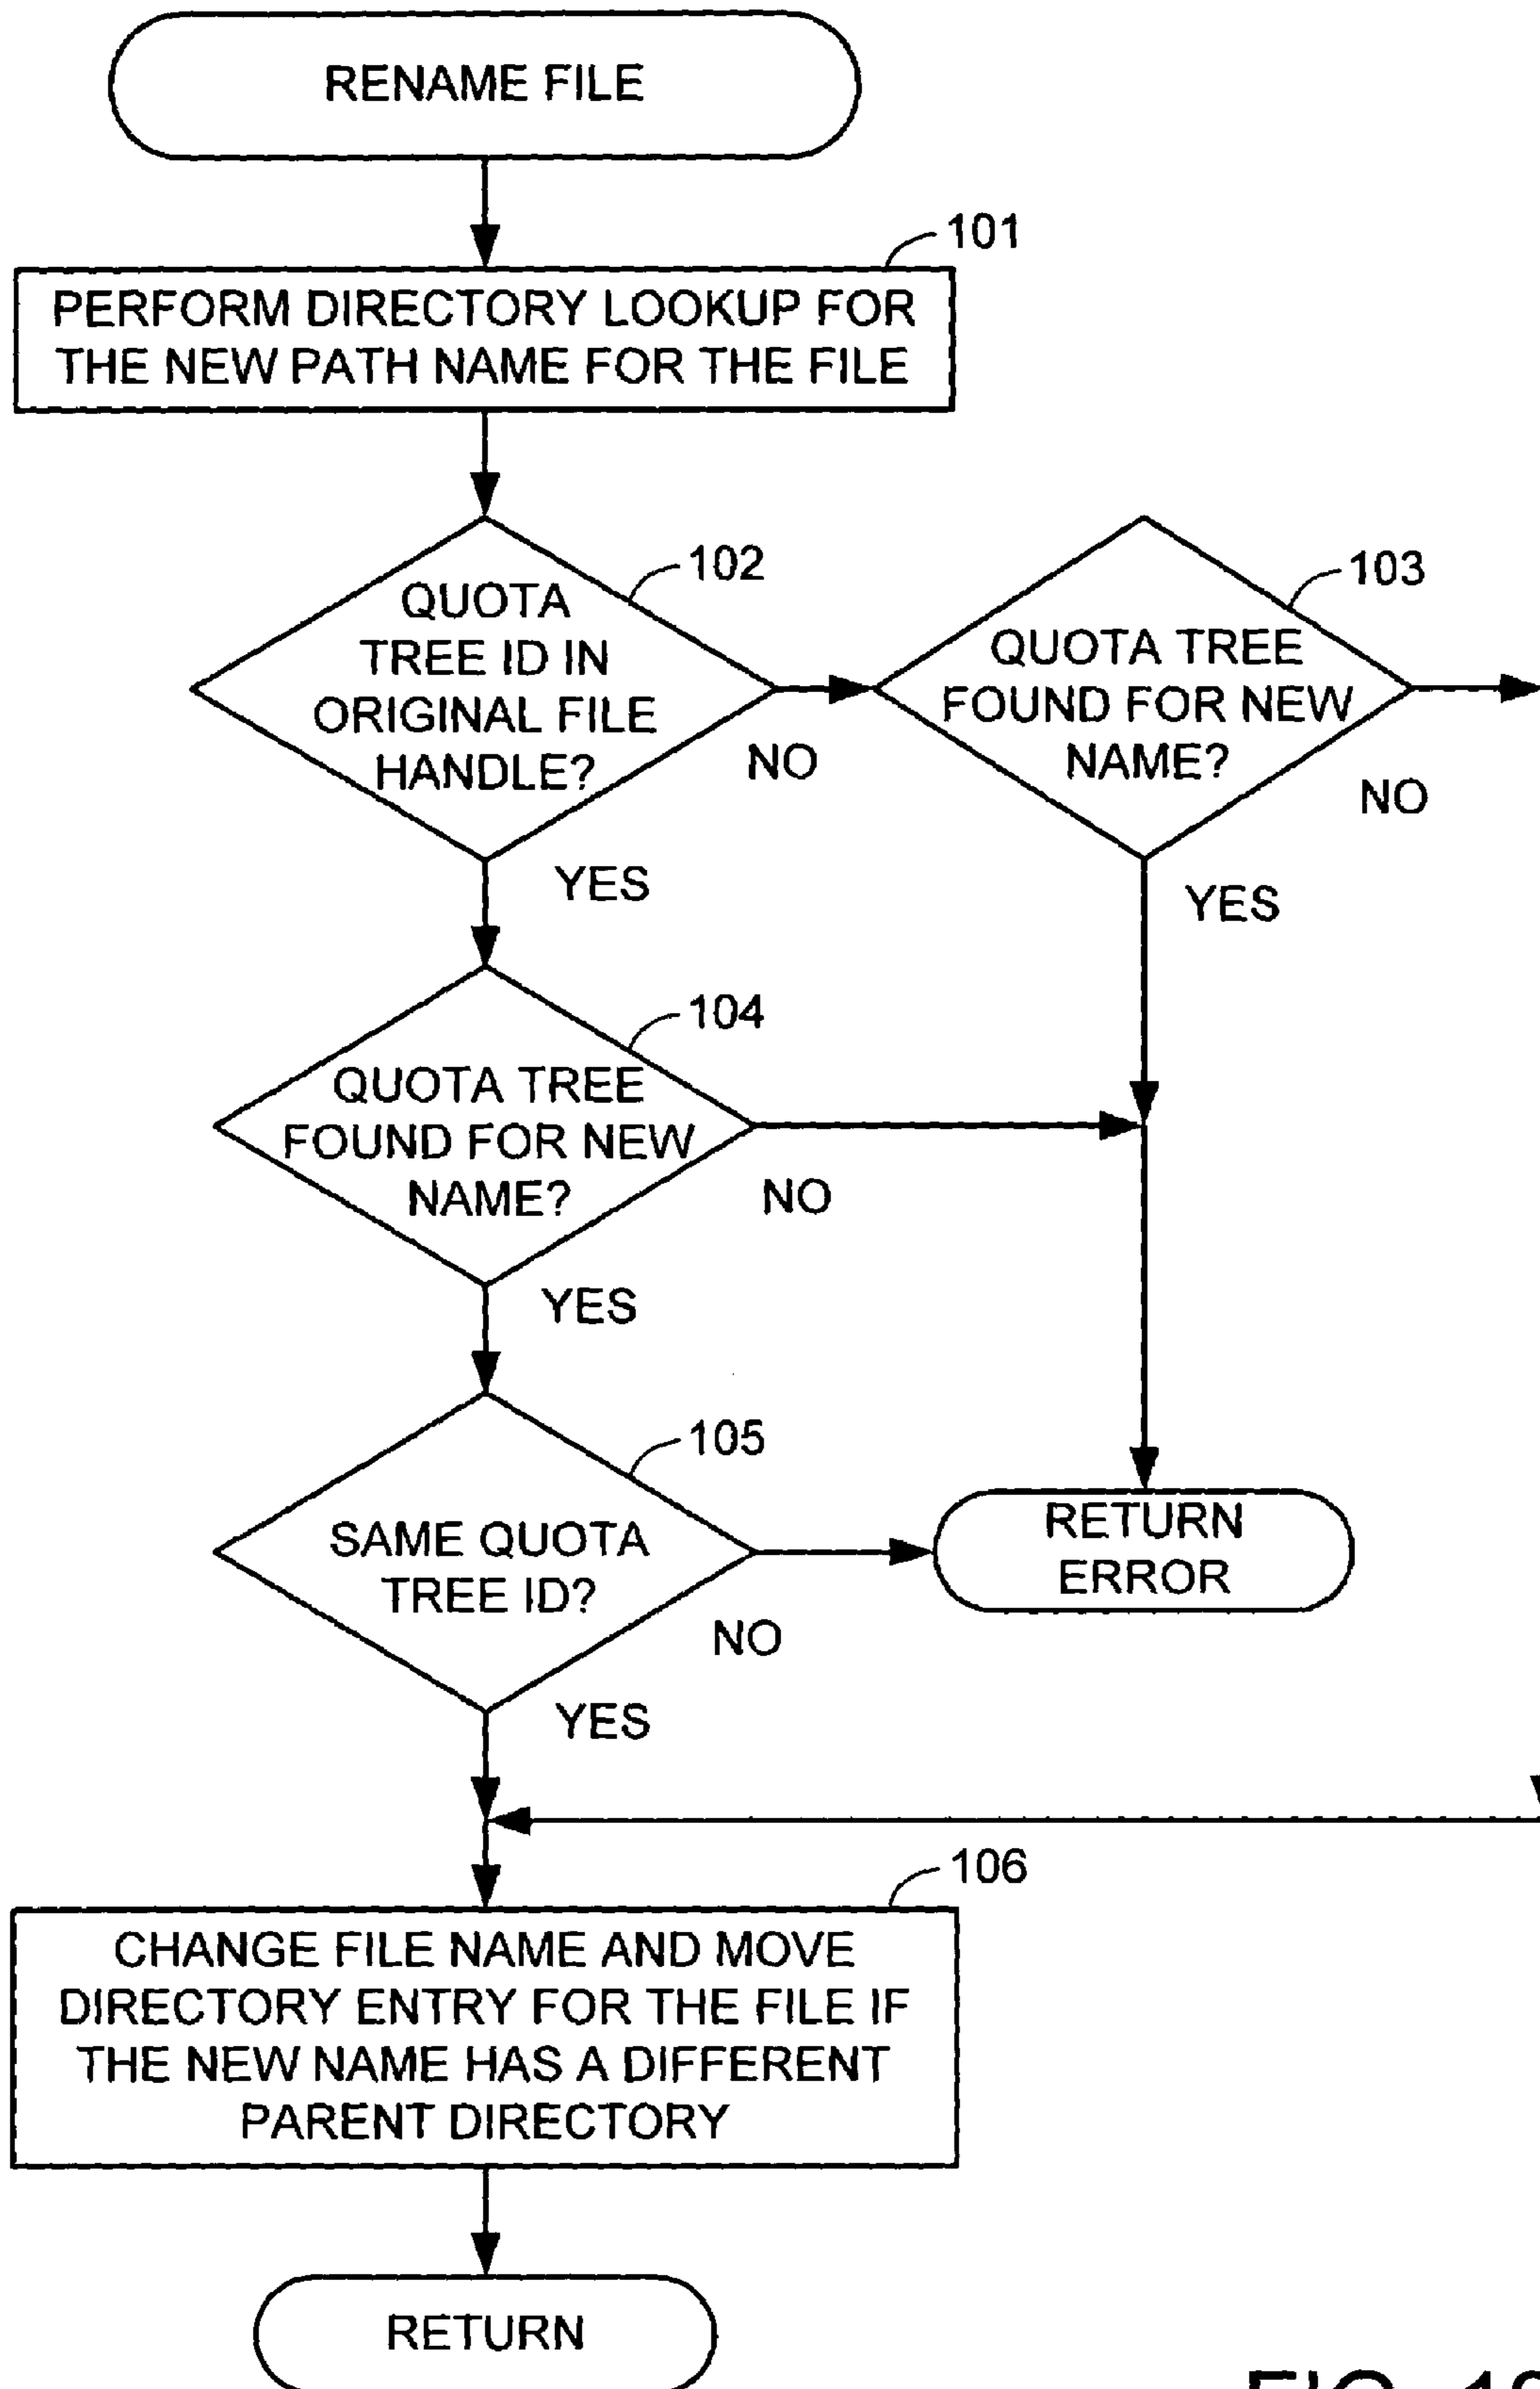 RENAME FILE
101
PERFORM DIRECTORY LOOKUP FOR
THE NEW PATH NAME FOR THE FILE
102
QUOTA
TREE ID IN
ORIGINAL FILE
HANDLE?
NO
YES
103
QUOTA TREE
FOUND FOR NEW
NAME?
NO
YES
104
QUOTA TREE
FOUND FOR NEW
NAME?
NO
YES
105
SAME QUOTA
TREE ID?
NO
YES
RETURN
ERROR
106
CHANGE FILE NAME AND MOVE
DIRECTORY ENTRY FOR THE FILE IF
THE NEW NAME HAS A DIFFERENT
PARENT DIRECTORY
RETURN
FIG.